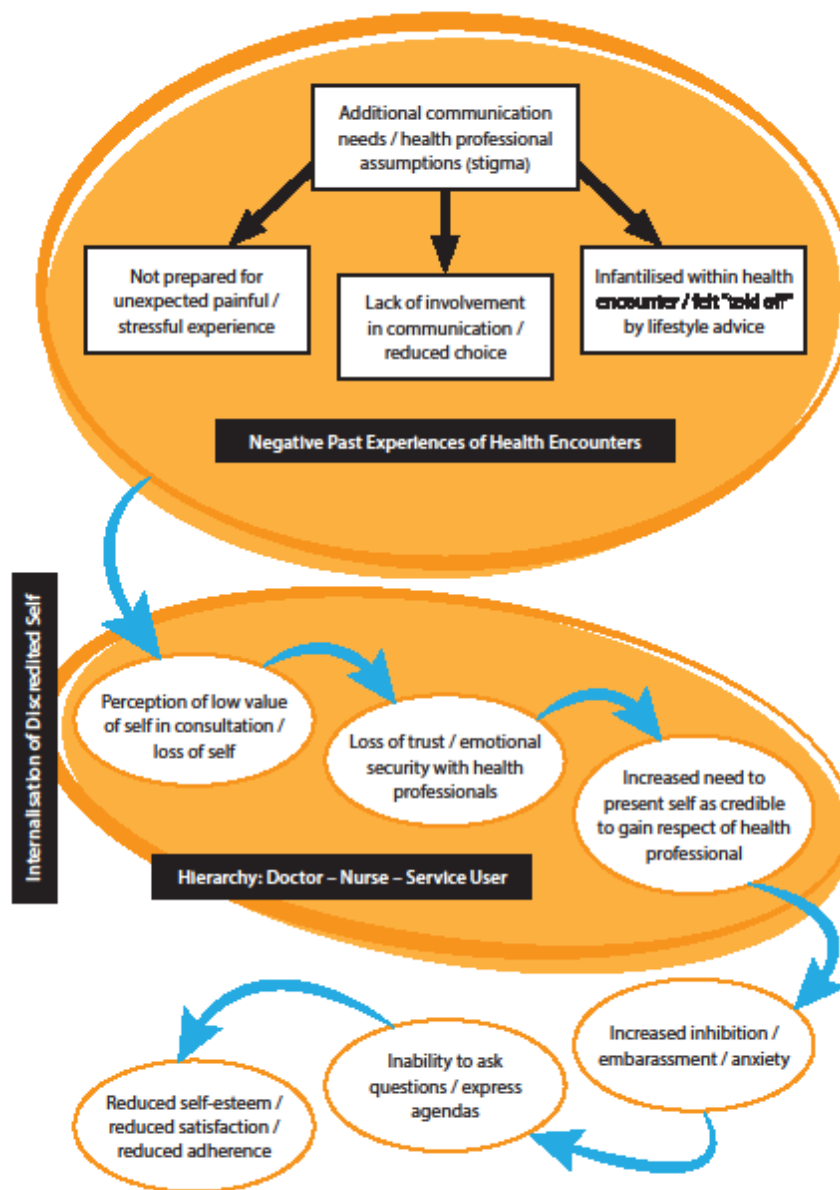 Additional communication
needs / health professional
assumptions (stigma)
Not prepared for
unexpected painful /
stressful experience
Lack of involvement
in communication /
reduced choice
Infantilised within health
encounter / felt "told off"
by lifestyle advice
Negative Past Experiences of Health Encounters
Internalisation of Discredited Self
Perception of low value
of self in consultation /
loss of self
Loss of trust / emotional
security with health
professionals
Increased need to
present self as credible
to gain respect of health
professional
Hierarchy: Doctor – Nurse – Service User
Increased inhibition /
embarassment / anxiety
Inability to ask
questions / express
agendas
Reduced self-esteem /
reduced satisfaction /
reduced adherence